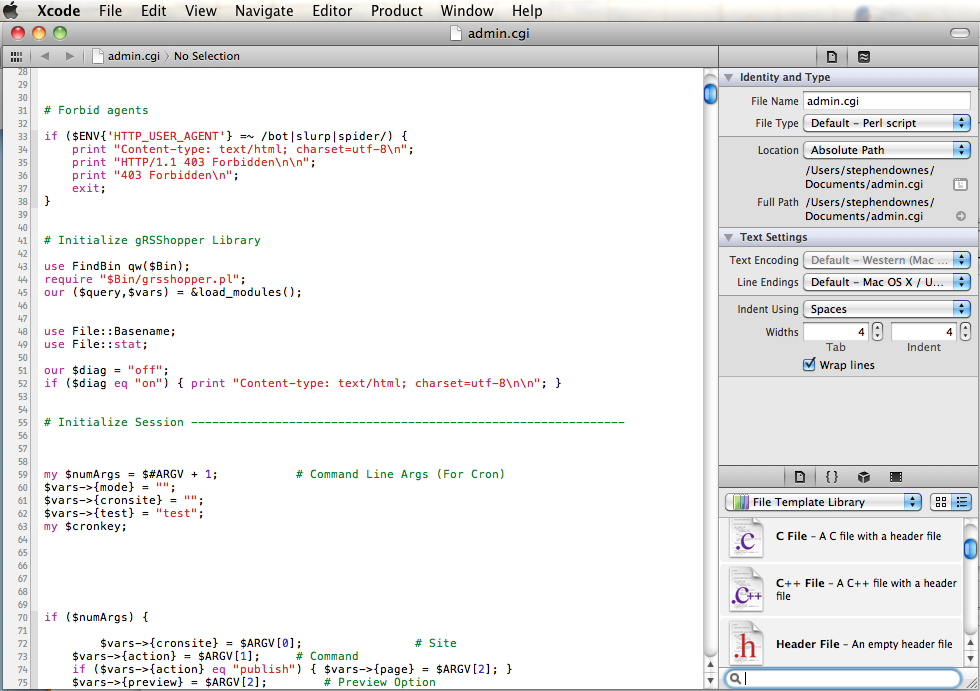 Xcode File Edit View Navigate Editor Product Window Help
admin.cgi
admin.cgi No Selection
28
29
30
31 # Forbid agents
32
33 if ($ENV{'HTTP_USER_AGENT'} =~ /bot|slurp|spider/) {
34 print "Content-type: text/html; charset=utf-8\n";
35 print "HTTP/1.1 403 Forbidden\n\n";
36 print "403 Forbidden\n";
37 exit;
38 }
39
40
41 # Initialize gRSShopper Library
42
43 use FindBin qw($Bin);
44 require "$Bin/grsshopper.pl";
45 our ($query,$vars) = &load_modules();
46
47
48 use File::Basename;
49 use File::stat;
50
51 our $diag = "off";
52 if ($diag eq "on") { print "Content-type: text/html; charset=utf-8\n\n"; }
53
54
55 # Initialize Session --------------------------------------------------------------
56
57
58
59 my $numArgs = $#ARGV + 1; # Command Line Args (For Cron)
60 $vars->{mode} = "";
61 $vars->{cronsite} = "";
62 $vars->{test} = "test";
63 my $cronkey;
64
65
66
67
68
69
70 if ($numArgs) {
71
72 $vars->{cronsite} = $ARGV[0]; # Site
73 $vars->{action} = $ARGV[1]; # Command
74 if ($vars->{action} eq "publish") { $vars->{page} = $ARGV[2]; }
75 $vars->{preview} = $ARGV[2]; # Preview Option
Identity and Type
File Name admin.cgi
File Type Default - Perl script
Location Absolute Path
/Users/stephendownes/
Documents/admin.cgi
Full Path /Users/stephendownes/
Documents/admin.cgi
Text Settings
Text Encoding Default - Western (Mac ...
Line Endings Default - Mac OS X / U...
Indent Using Spaces
Widths 4 4
Tab Indent
Wrap lines
{}
File Template Library
.c
C File - A C file with a header file
.c++
C++ File - A C++ file with a header
file
.h
Header File - An empty header file